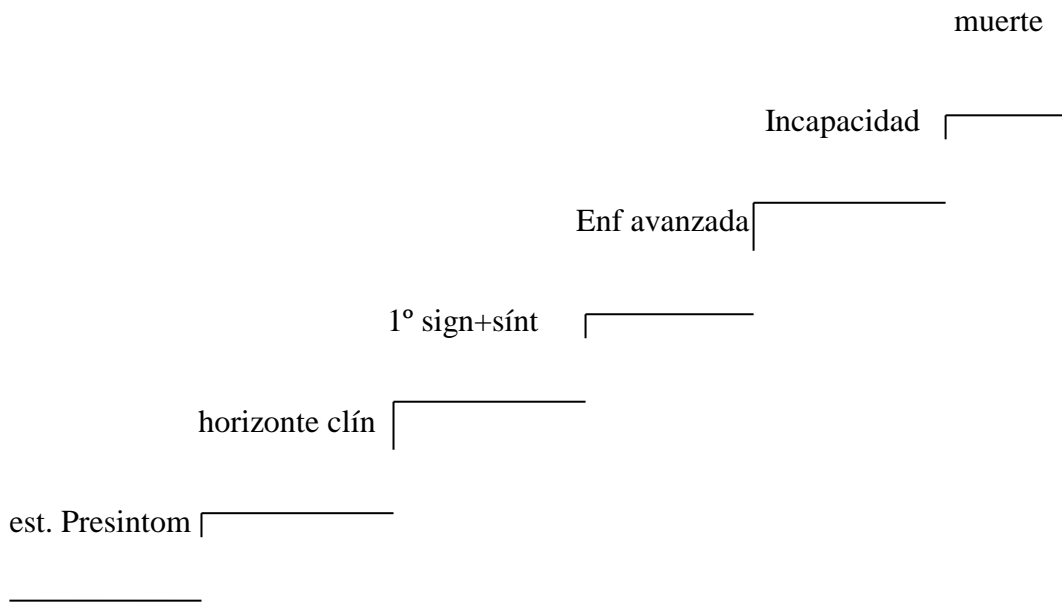 muerte
Incapacidad
Enf avanzada
1º sign+sínt
horizonte clín
est. Presintom